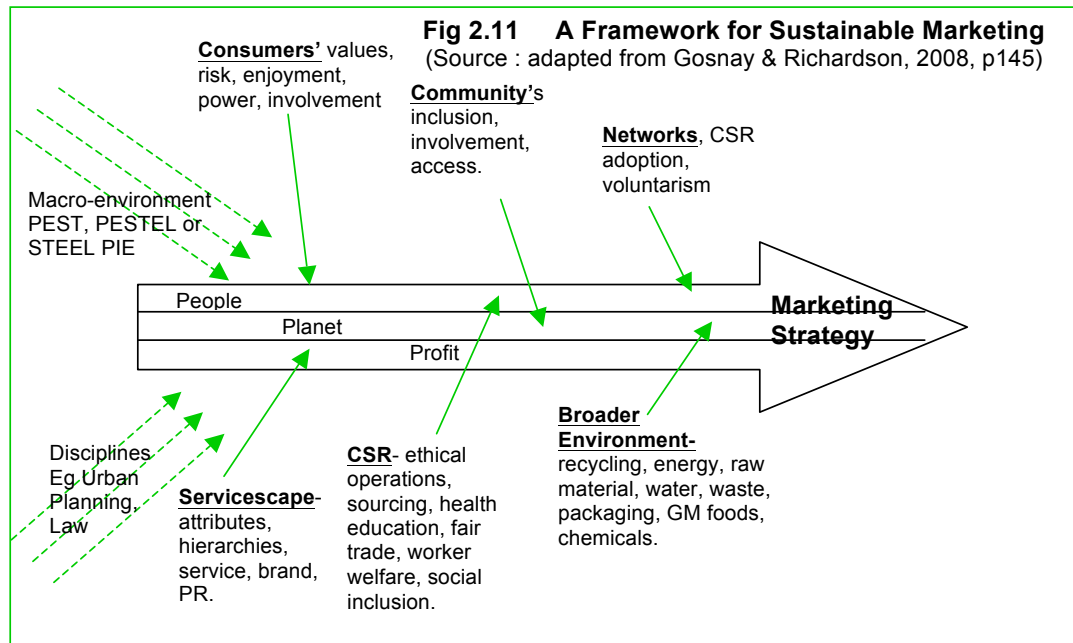 Fig 2.11 A Framework for Sustainable Marketing
(Source : adapted from Gosnay & Richardson, 2008, p145)
Consumers' values,
risk, enjoyment,
power, involvement
Community's
inclusion,
involvement,
access.
Networks, CSR
adoption,
voluntarism
Macro-environment
PEST, PESTEL or
STEEL PIE
People
Planet
Profit
Marketing
Strategy
Disciplines
Eg Urban
Planning,
Law
Servicescape-
attributes,
hierarchies,
service, brand,
PR.
CSR- ethical
operations,
sourcing, health
education, fair
trade, worker
welfare, social
inclusion.
Broader
Environment-
recycling, energy, raw
material, water, waste,
packaging, GM foods,
chemicals.